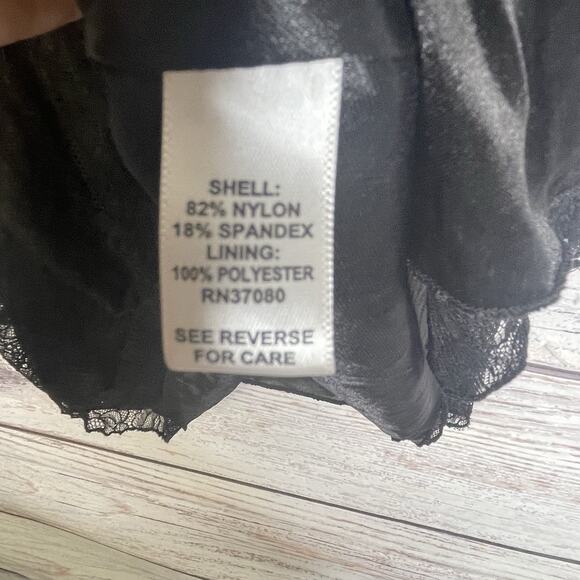 SHELL:
82% NYLON
18% SPANDEX
LINING:
100% POLYESTER
RN37080
SEE REVERSE
FOR CARE